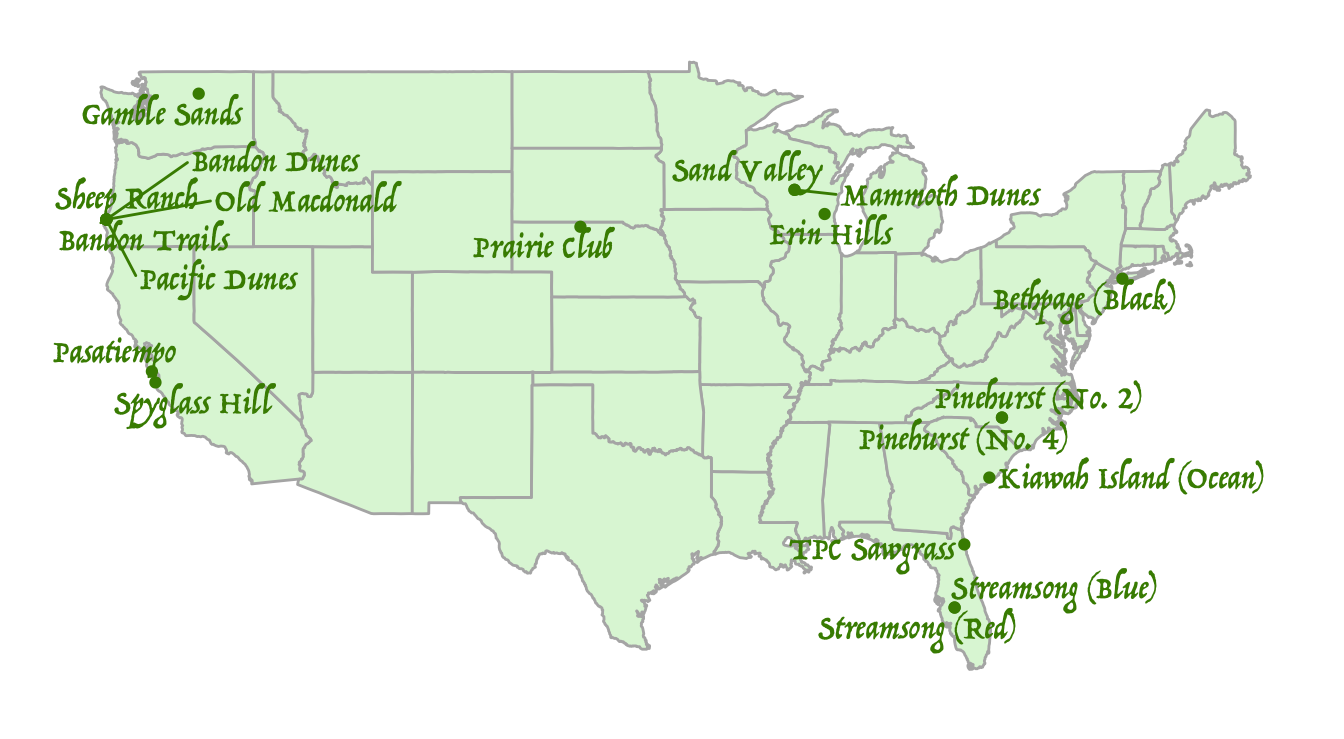 Gamble Sands
Bandon Dunes
Sheep Ranch
Old Macdonald
Bandon Trails
Pacific Dunes
Sand Valley
Mammoth Dunes
Erin Hills
Prairie Club
Bethpage (Black)
Pasatiempo
Spyglass Hill
Pinehurst (No. 2)
Pinehurst (No. 4)
Kiawah Island (Ocean)
TPC Sawgrass
Streamsong (Blue)
Streamsong (Red)